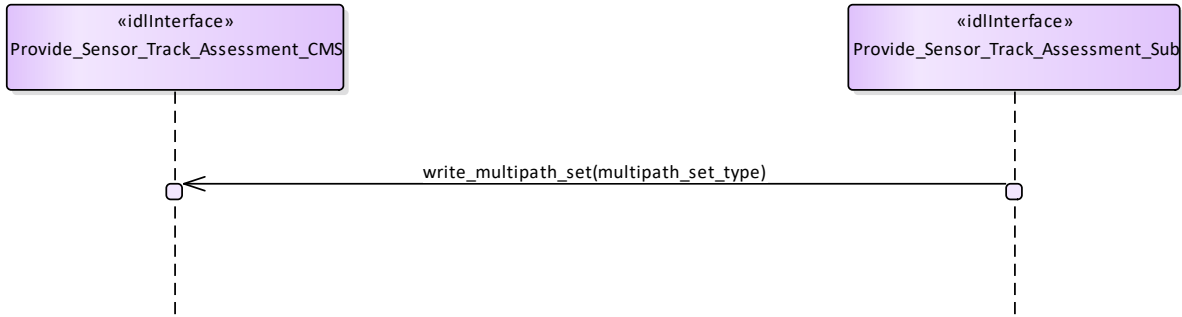 «idlInterface»
Provide_Sensor_Track_Assessment_CMS
«idlInterface»
Provide_Sensor_Track_Assessment_Sub
write_multipath_set(multipath_set_type)